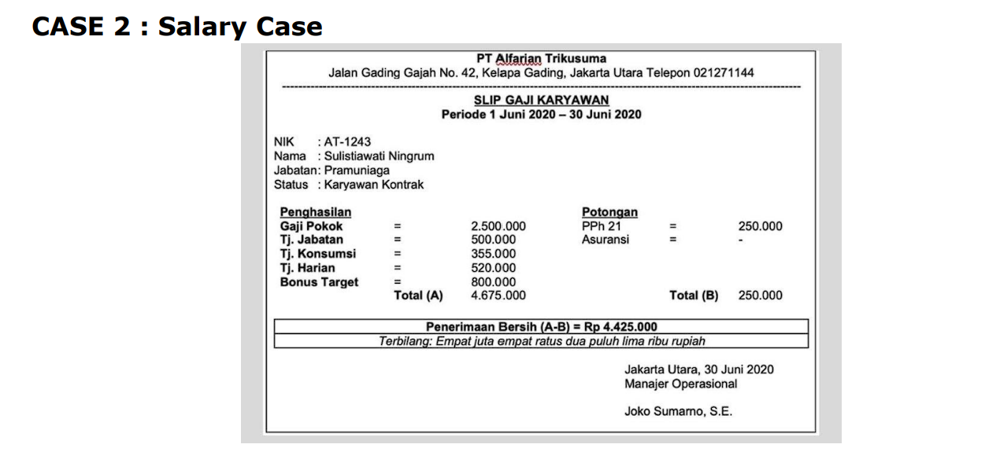 CASE 2 : Salary Case
PT Alfarian Trikusuma
Jalan Gading Gajah No. 42, Kelapa Gading, Jakarta Utara Telepon 021271144
SLIP GAJI KARYAWAN
Periode 1 Juni 2020 – 30 Juni 2020
NIK : AT-1243
Nama : Sulistiawati Ningrum
Jabatan: Pramuniaga
Status : Karyawan Kontrak
Penghasilan Potongan
Gaji Pokok = 2.500.000 PPh 21 = 250.000
Tj. Jabatan = 500.000 Asuransi = -
Tj. Konsumsi = 355.000
Tj. Harian = 520.000
Bonus Target = 800.000
Total (A) 4.675.000 Total (B) 250.000
Penerimaan Bersih (A-B) = Rp 4.425.000
Terbilang: Empat juta empat ratus dua puluh lima ribu rupiah
Jakarta Utara, 30 Juni 2020
Manajer Operasional
Joko Sumarno, S.E.